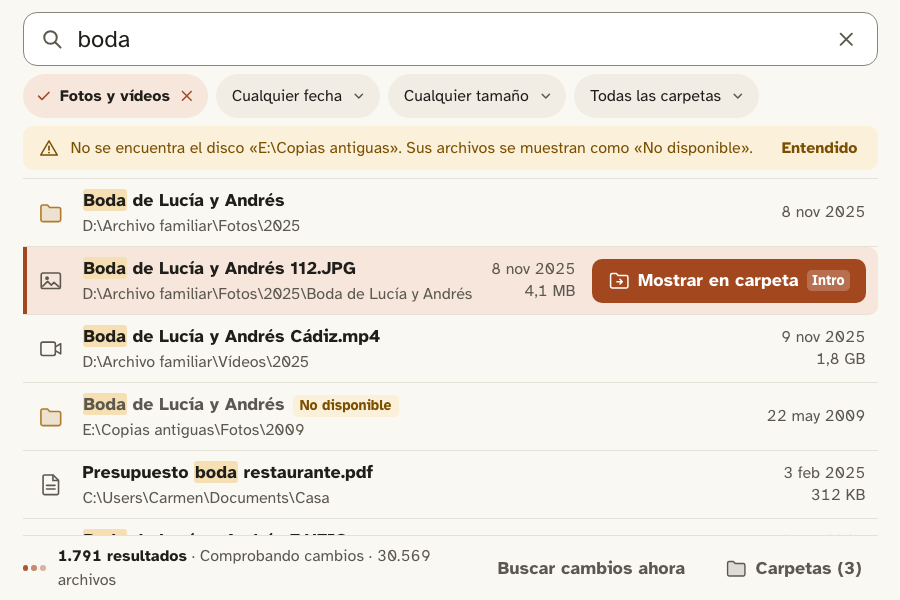 boda
Fotos y vídeos
Cualquier fecha
Cualquier tamaño
Todas las carpetas
No se encuentra el disco «E:\Copias antiguas». Sus archivos se muestran como «No disponible».
Entendido
Boda de Lucía y Andrés
D:\Archivo familiar\Fotos\2025
8 nov 2025
Boda de Lucía y Andrés 112.JPG
D:\Archivo familiar\Fotos\2025\Boda de Lucía y Andrés
8 nov 2025
4,1 MB
Mostrar en carpeta Intro
Boda de Lucía y Andrés Cádiz.mp4
D:\Archivo familiar\Vídeos\2025
9 nov 2025
1,8 GB
Boda de Lucía y Andrés No disponible
E:\Copias antiguas\Fotos\2009
22 may 2009
Presupuesto boda restaurante.pdf
C:\Users\Carmen\Documents\Casa
3 feb 2025
312 KB
1.791 resultados · Comprobando cambios · 30.569
archivos
Buscar cambios ahora
Carpetas (3)